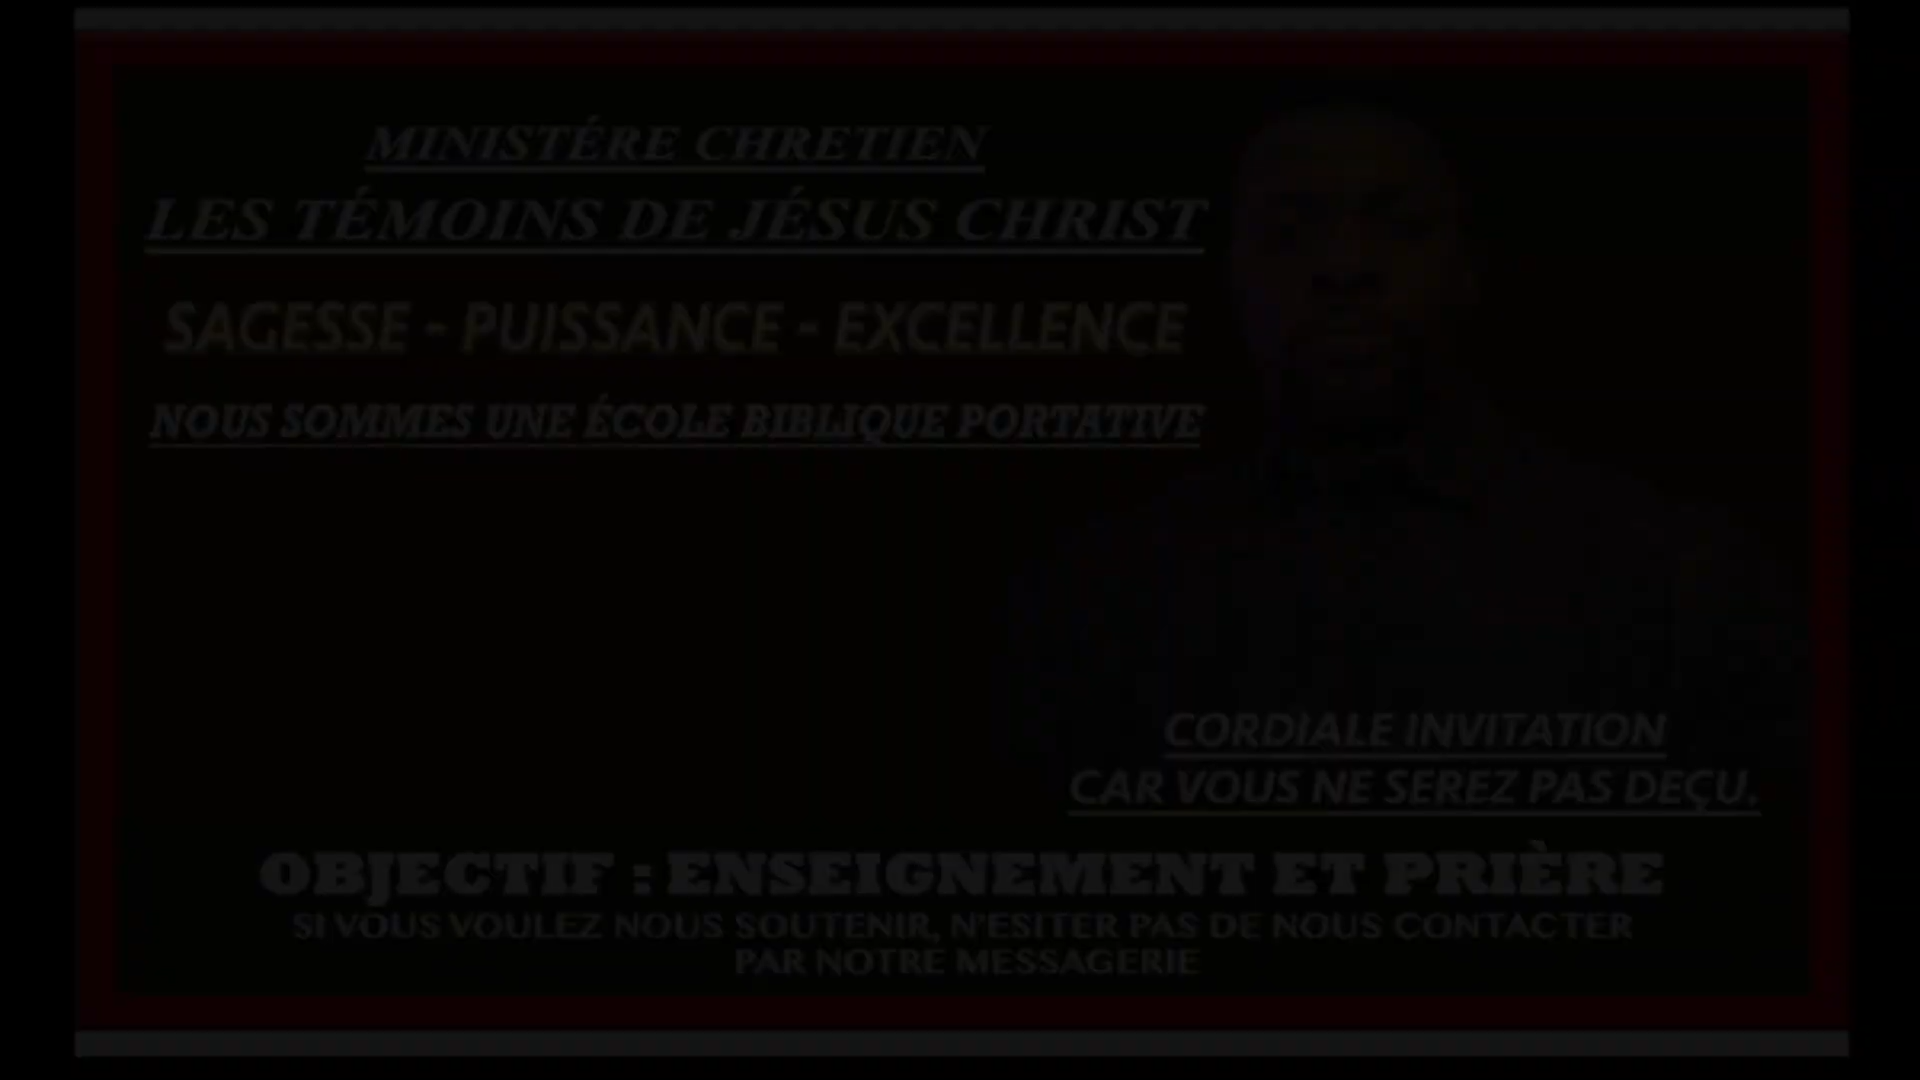 MINISTÉRE CHRETIEN
LES TÉMOINS DE JÉSUS CHRIST
SAGESSE - PUISSANCE - EXCELLENCE
NOUS SOMMES UNE ÉCOLE BIBLIQUE PORTATIVE
CORDIALE INVITATION
CAR VOUS NE SEREZ PAS DEÇU.
OBJECTIF : ENSEIGNEMENT ET PRIÈRE
SI VOUS VOULEZ NOUS SOUTENIR, N'ESITER PAS DE NOUS CONTACTER
PAR NOTRE MESSAGERIE